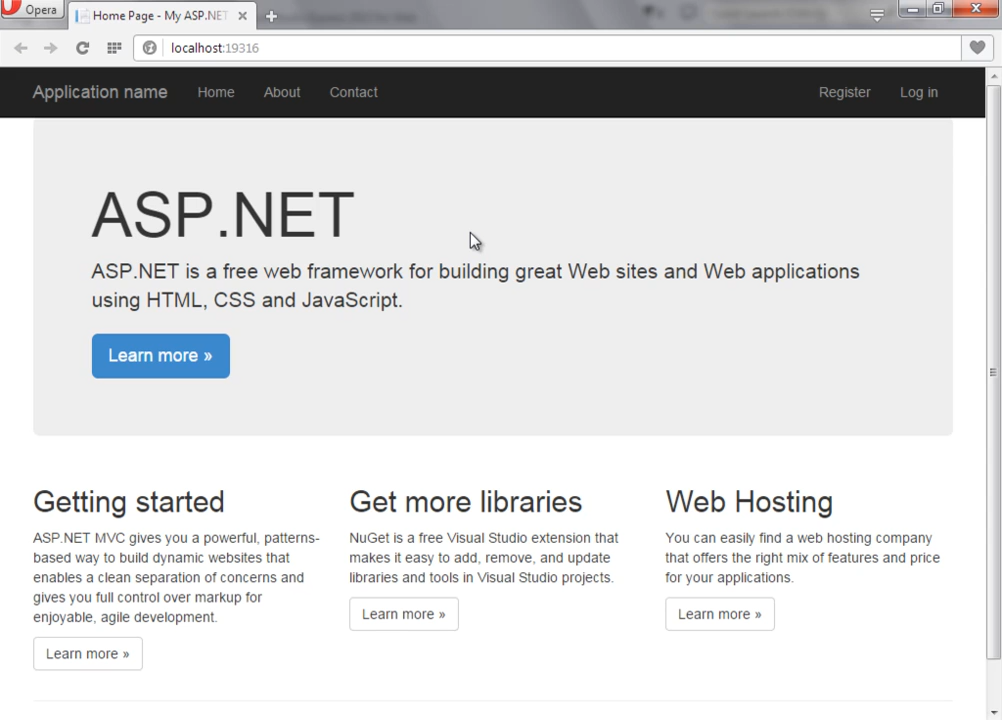 Opera
Home Page - My ASP.NET
localhost:19316
Application name Home About Contact Register Log in
ASP.NET
ASP.NET is a free web framework for building great Web sites and Web applications
using HTML, CSS and JavaScript.
Learn more »
Getting started
ASP.NET MVC gives you a powerful, patterns-
based way to build dynamic websites that
enables a clean separation of concerns and
gives you full control over markup for
enjoyable, agile development.
Learn more »
Get more libraries
NuGet is a free Visual Studio extension that
makes it easy to add, remove, and update
libraries and tools in Visual Studio projects.
Learn more »
Web Hosting
You can easily find a web hosting company
that offers the right mix of features and price
for your applications.
Learn more »